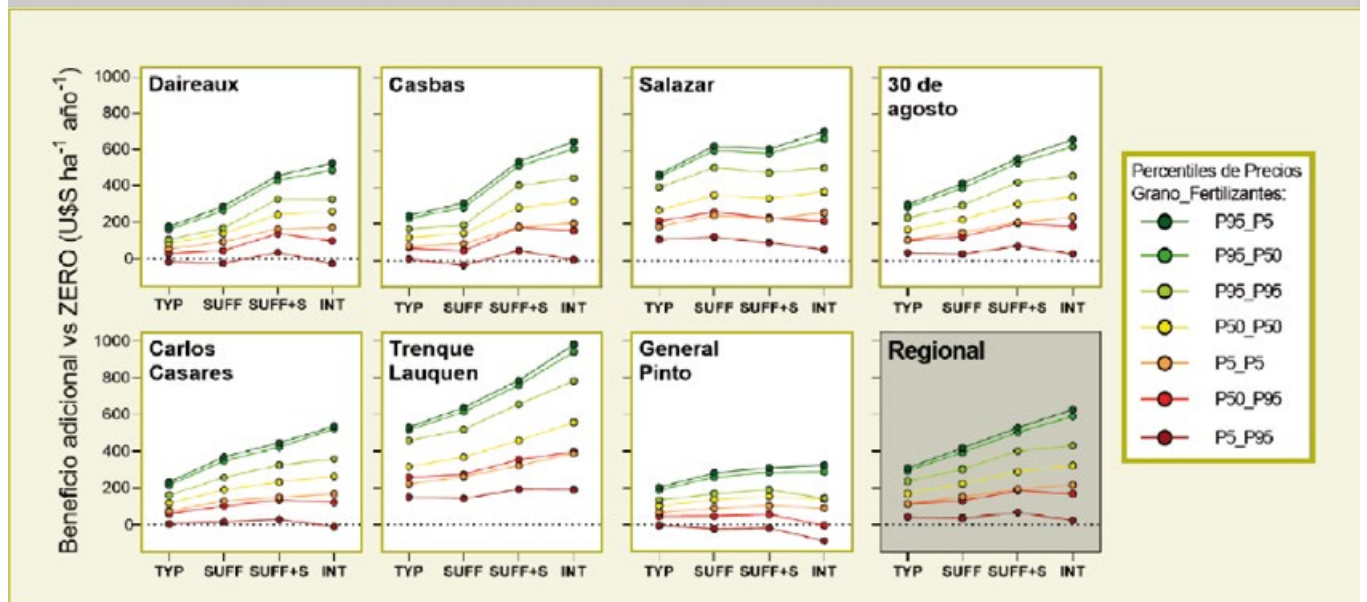 Beneficio adicional vs ZERO (U$S ha⁻¹ año⁻¹)
1000
800
600
400
200
0
Daireaux
TYP SUFF SUFF+S INT
Casbas
TYP SUFF SUFF+S INT
Salazar
TYP SUFF SUFF+S INT
30 de
agosto
TYP SUFF SUFF+S INT
1000
800
600
400
200
0
Carlos
Casares
TYP SUFF SUFF+S INT
Trenque
Lauquen
TYP SUFF SUFF+S INT
General
Pinto
TYP SUFF SUFF+S INT
Regional
TYP SUFF SUFF+S INT
Percentiles de Precios
Grano_Fertilizantes:
P95_P5
P95_P50
P95_P95
P50_P50
P5_P5
P50_P95
P5_P95